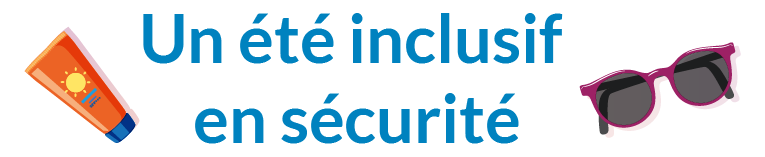 Un été inclusif
en sécurité